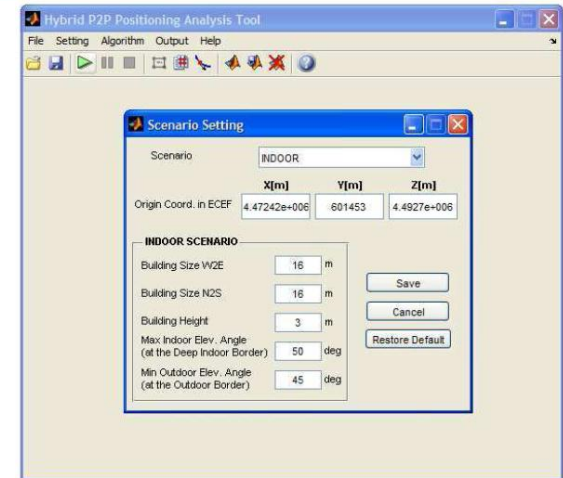 Hybrid P2P Positioning Analysis Tool
File Setting Algorithm Output Help
Scenario Setting
Scenerio INDOOR
X[m] Y[m] Z[m]
Origin Coord. in ECEF 4.47242e+006 601453 4.4927e+006
INDOOR SCENARIO
Building Size W2E 16 m
Building Size N2S 16 m
Building Height 3 m
Max Indoor Elev. Angle
(at the Deep Indoor Border) 50 deg
Min Outdoor Elev. Angle
(at the Outdoor Border) 45 deg
Save
Cancel
Restore Default